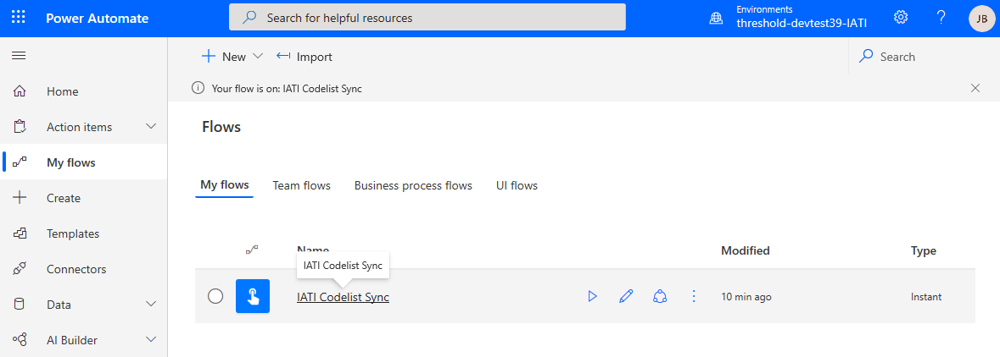 Power Automate
Search for helpful resources
Environments
threshold-devtest39-IATI
?
JB
New
Import
Search
Your flow is on: IATI Codelist Sync
Home
Action items
My flows
Create
Templates
Connectors
Data
AI Builder
Flows
My flows
Team flows
Business process flows
UI flows
Name
Modified
Type
IATI Codelist Sync
IATI Codelist Sync
10 min ago
Instant